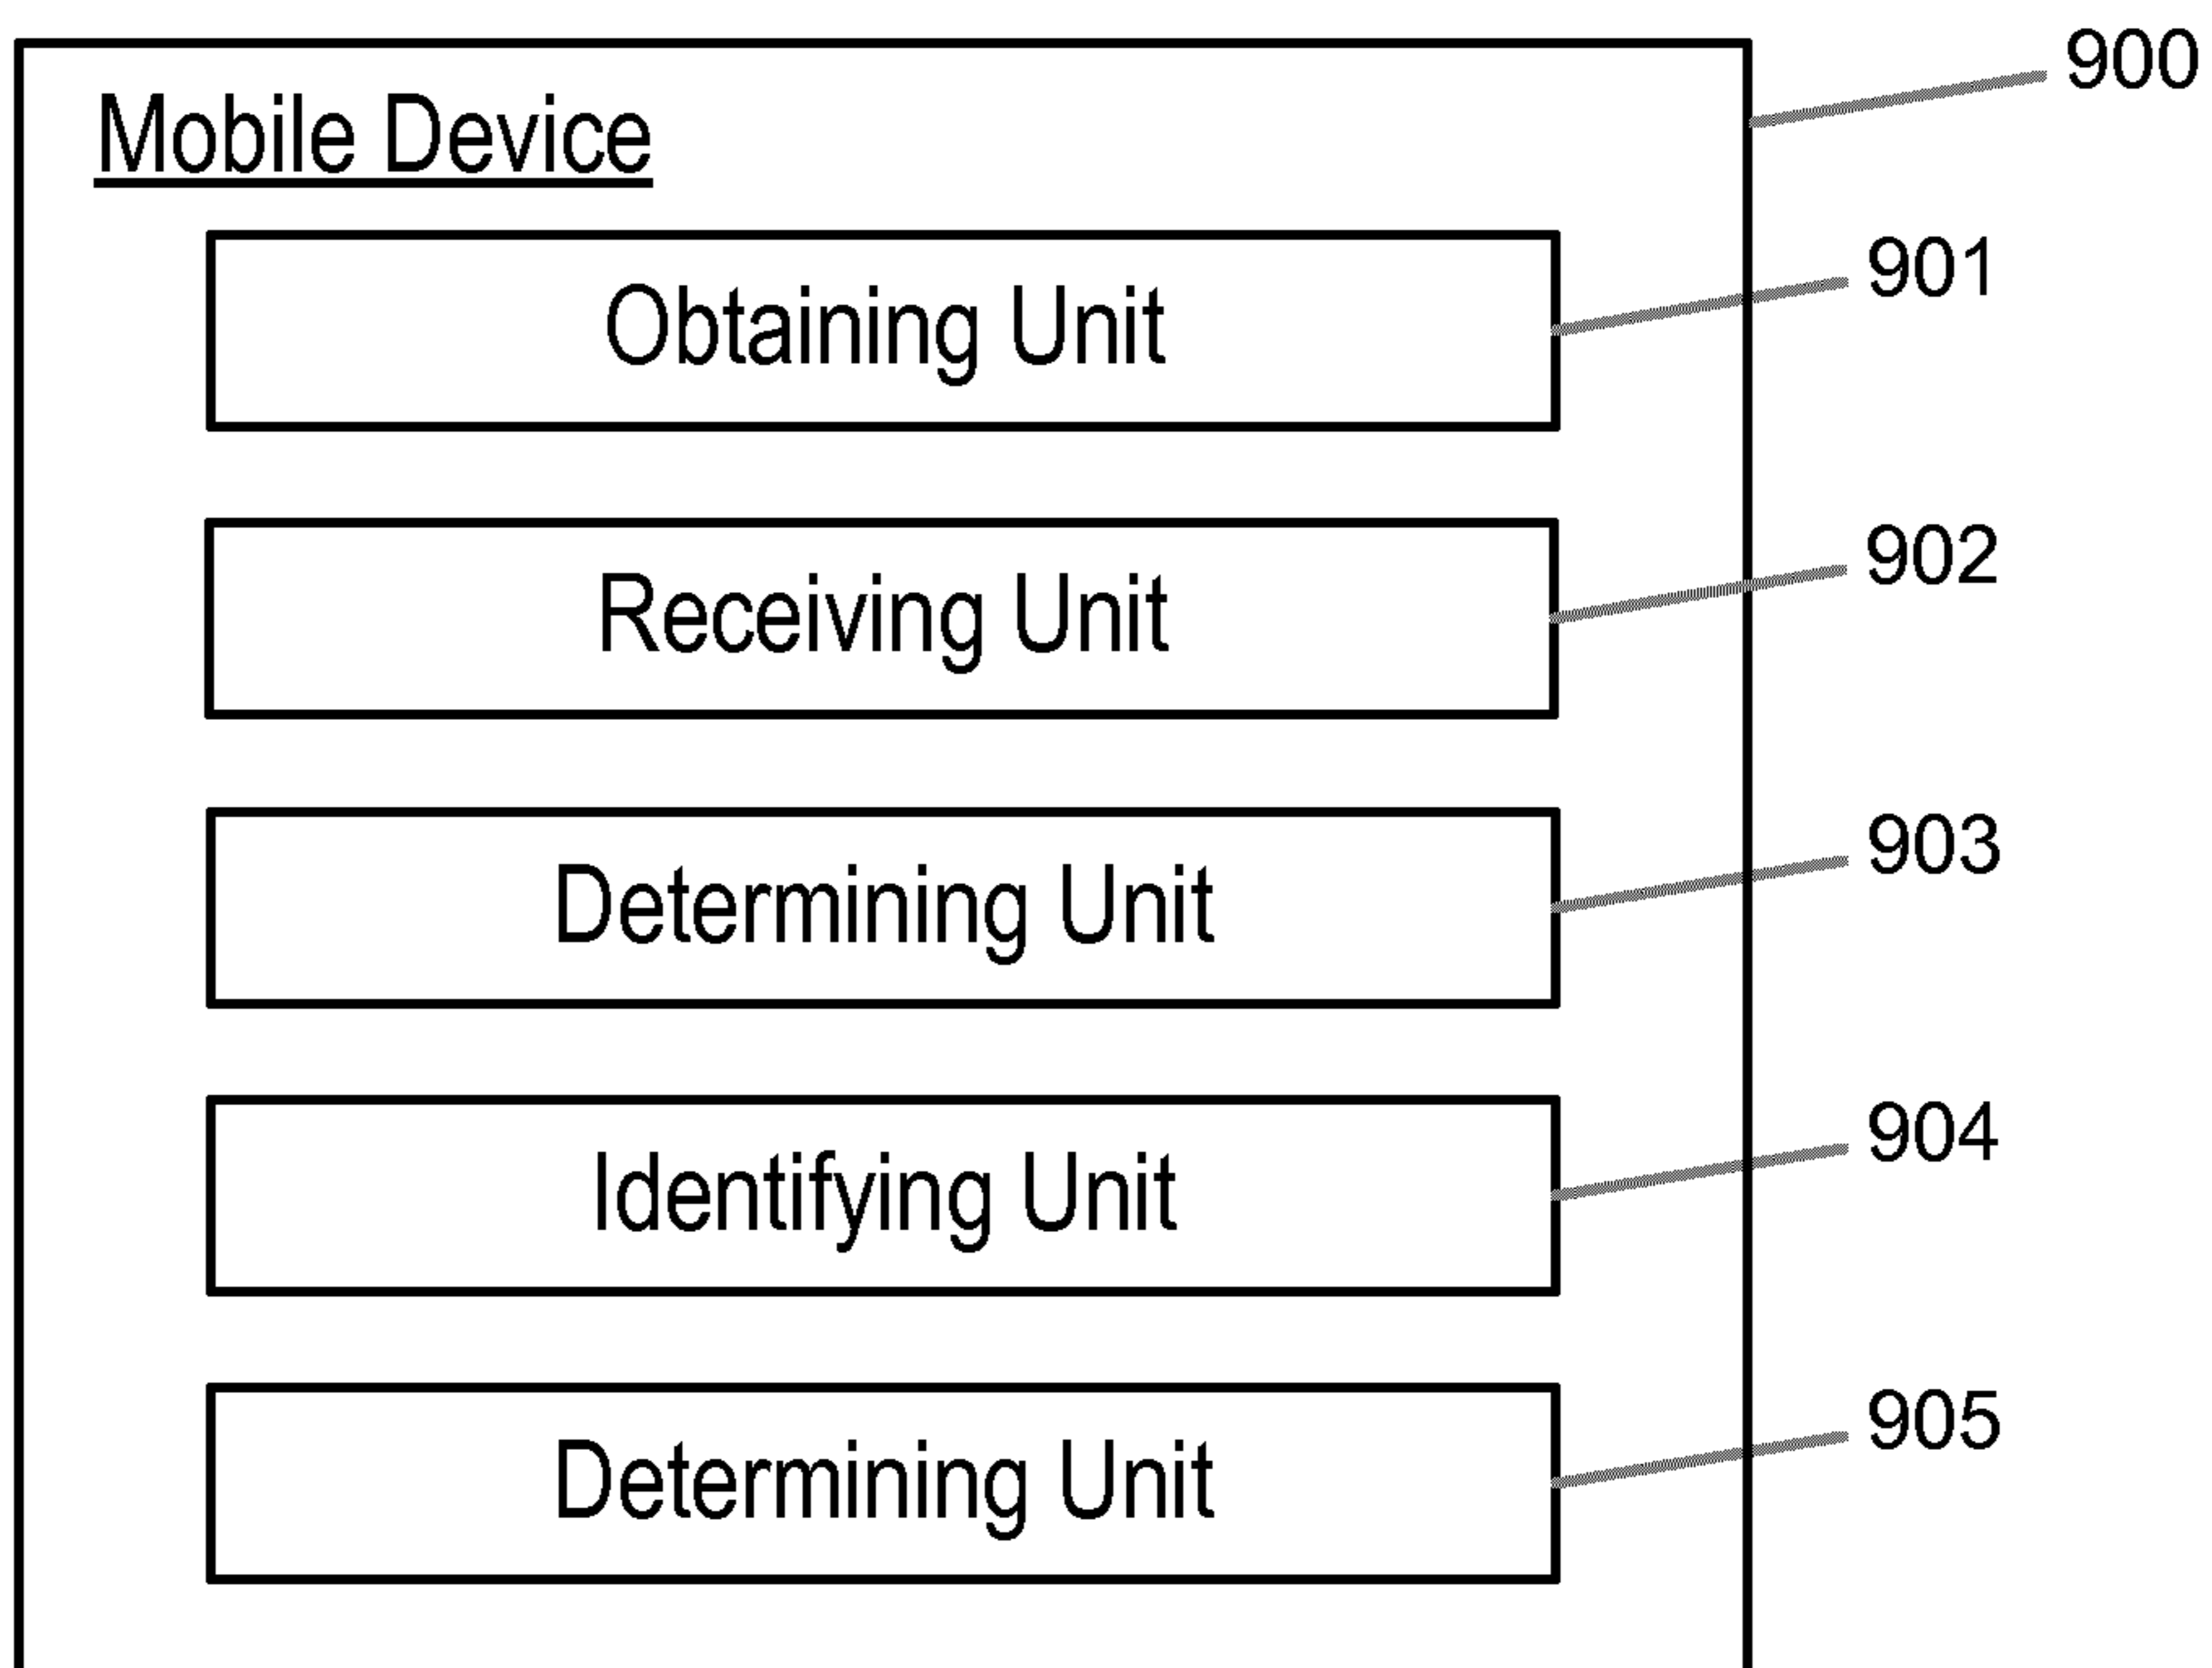 900
Mobile Device
901
Obtaining Unit
902
Receiving Unit
903
Determining Unit
904
Identifying Unit
905
Determining Unit